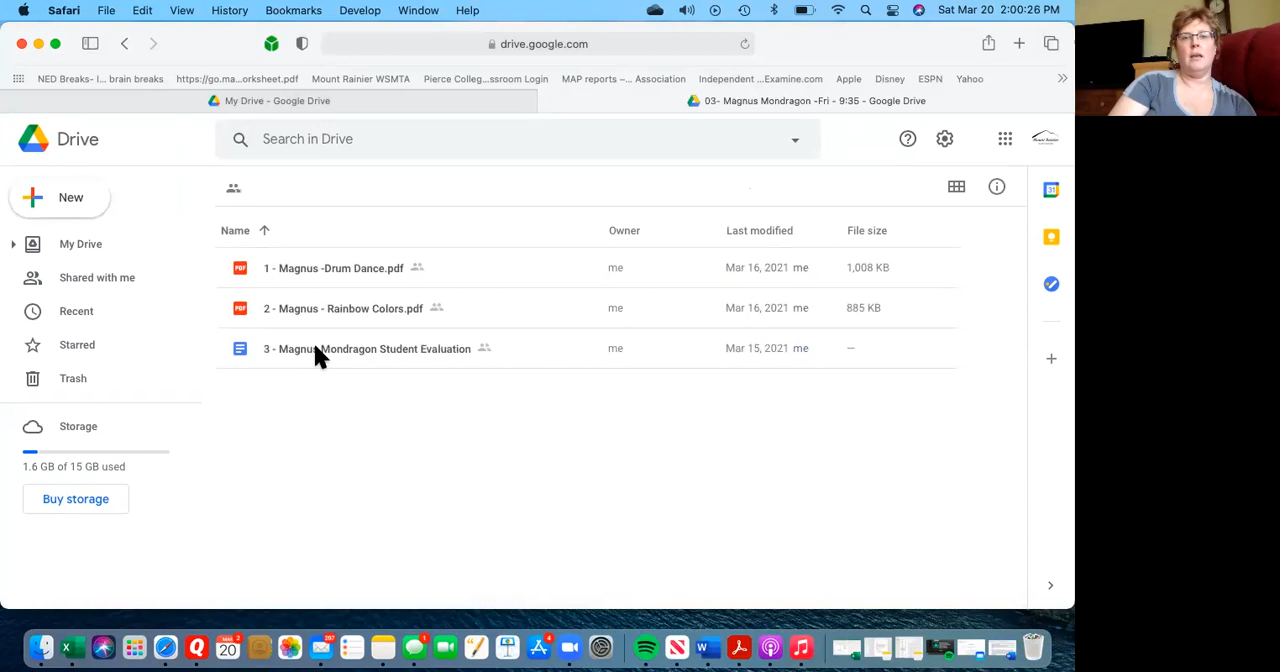 Safari File Edit View History Bookmarks Develop Window Help Sat Mar 20 2:00:26 PM
drive.google.com
NED Breaks- I... brain breaks https://go.ma...orksheet.pdf Mount Rainier WSMTA Pierce Colleg...ssroom Login MAP reports –... Association Independent ...Examine.com Apple Disney ESPN Yahoo
My Drive - Google Drive 03- Magnus Mondragon -Fri - 9:35 - Google Drive
Drive Search in Drive
New
Name Owner Last modified File size
My Drive
1 - Magnus -Drum Dance.pdf me Mar 16, 2021 me 1,008 KB
Shared with me
2 - Magnus - Rainbow Colors.pdf me Mar 16, 2021 me 885 KB
Recent
3 - Magnus Mondragon Student Evaluation me Mar 15, 2021 me —
Starred
Trash
Storage
1.6 GB of 15 GB used
Buy storage